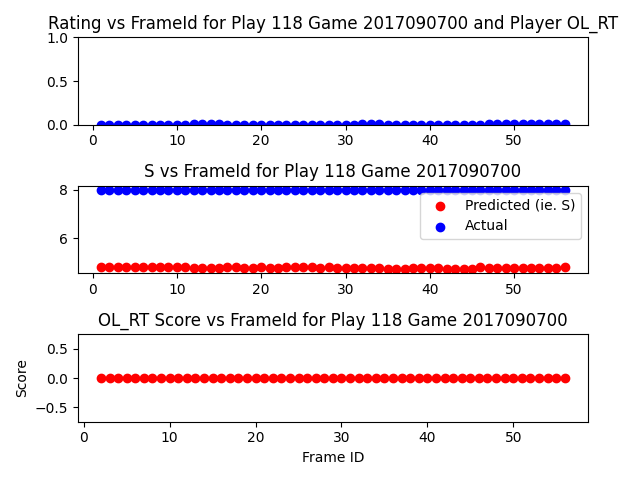 Rating vs FrameId for Play 118 Game 2017090700 and Player OL_RT
1.0
0.5
0.0
0 10 20 30 40 50
S vs FrameId for Play 118 Game 2017090700
8
6
Predicted (ie. S)
Actual
0 10 20 30 40 50
OL_RT Score vs FrameId for Play 118 Game 2017090700
Score
0.5
0.0
−0.5
0 10 20 30 40 50
Frame ID